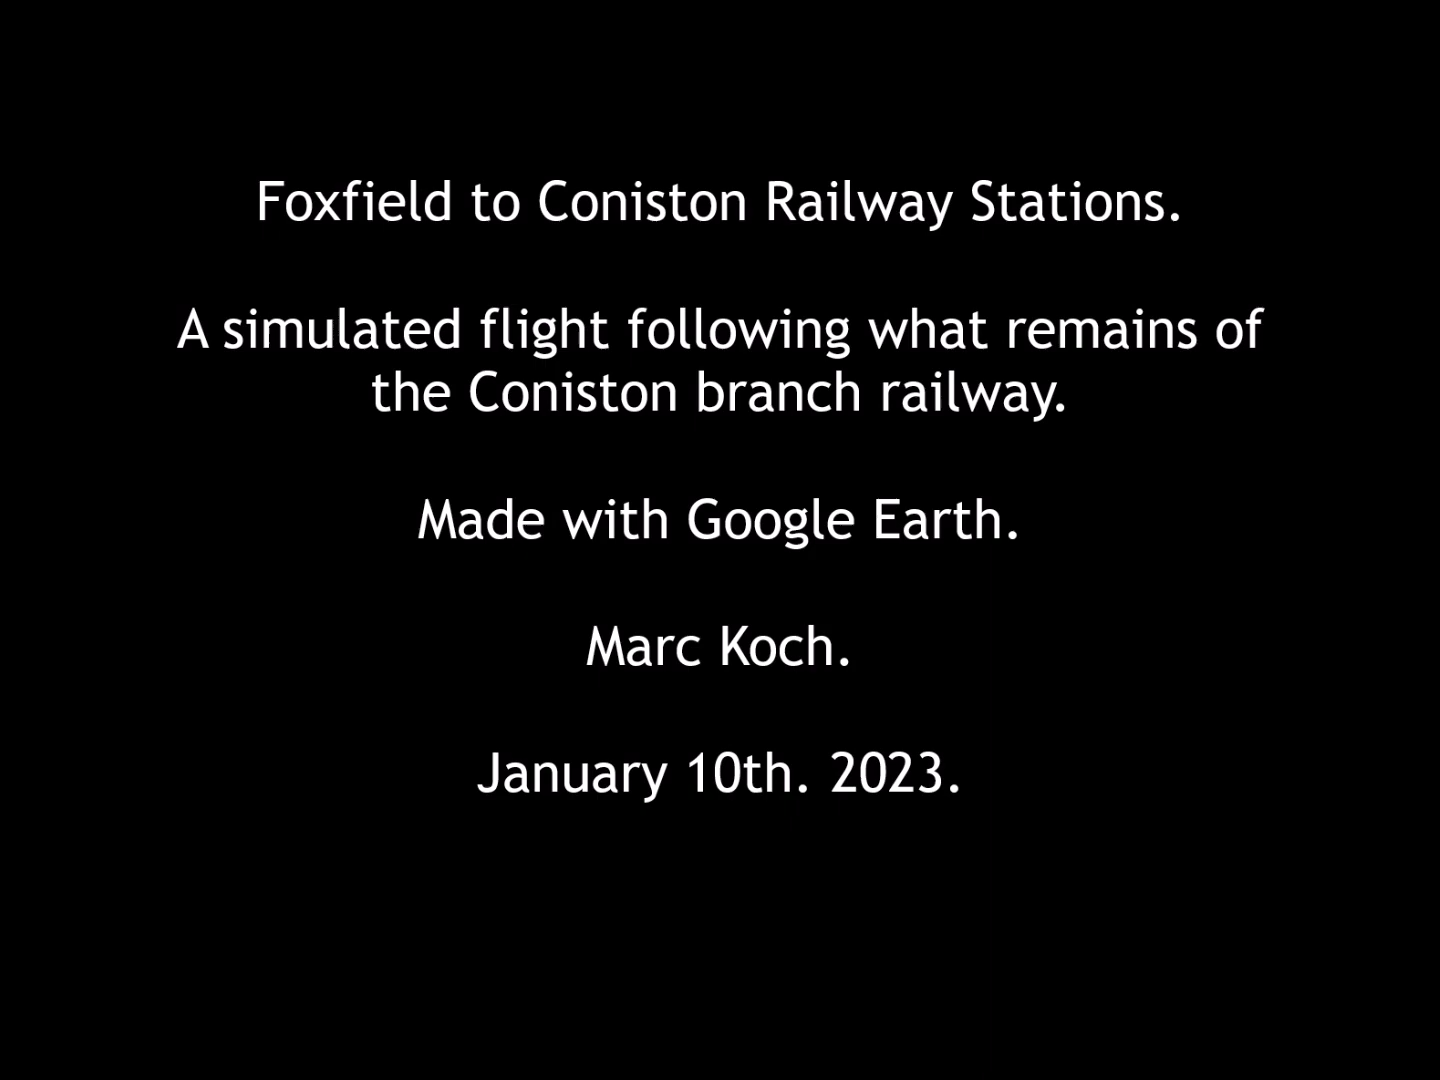 Foxfield to Coniston Railway Stations.
A simulated flight following what remains of
the Coniston branch railway.
Made with Google Earth.
Marc Koch.
January 10th. 2023.